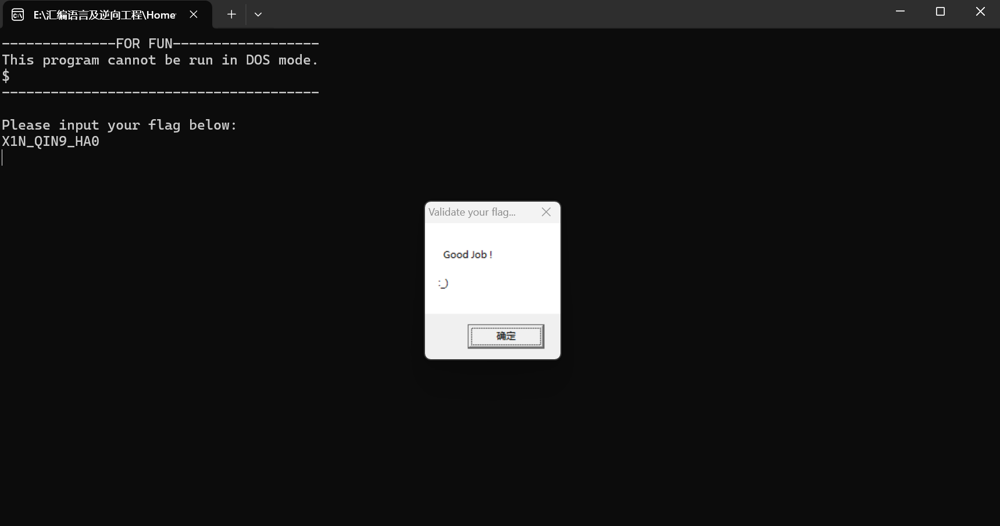 E:\汇编语言及逆向工程\Home
--------------FOR FUN------------------
This program cannot be run in DOS mode.
$
---------------------------------------
Please input your flag below:
X1N_QIN9_HA0
Validate your flag...
Good Job !
:_)
确定